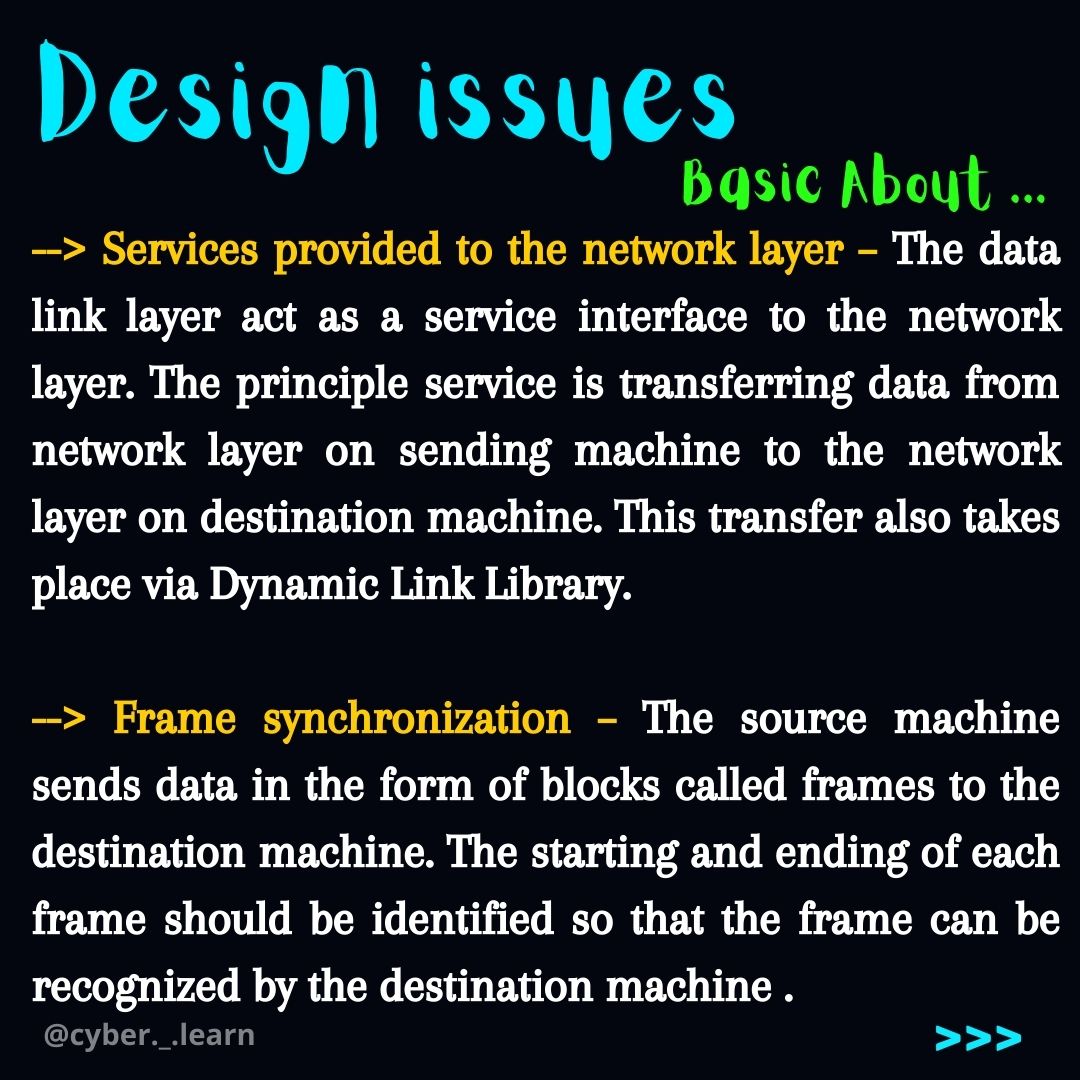 Design issues
Basic About ...
--> Services provided to the network layer – The data
link layer act as a service interface to the network
layer. The principle service is transferring data from
network layer on sending machine to the network
layer on destination machine. This transfer also takes
place via Dynamic Link Library.
--> Frame synchronization – The source machine
sends data in the form of blocks called frames to the
destination machine. The starting and ending of each
frame should be identified so that the frame can be
recognized by the destination machine .
@cyber._.learn
>>>